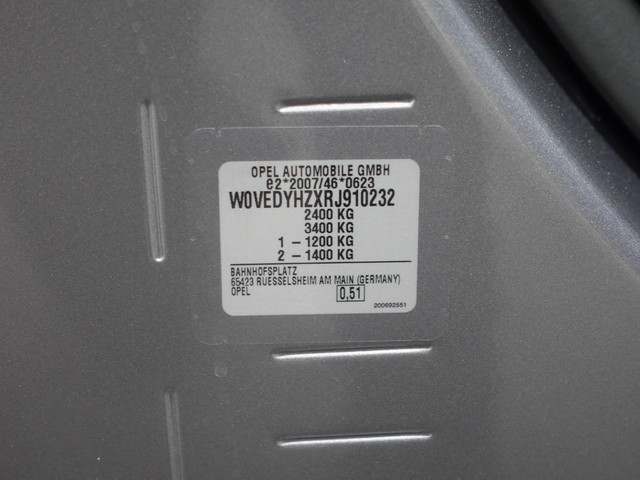 OPEL AUTOMOBILE GMBH
e2*2007/46*0623
W0VEDYHZXRJ910232
2400 KG
3400 KG
1 – 1200 KG
2 – 1400 KG
BAHNHOFSPLATZ
65423 RUESSELSHEIM AM MAIN (GERMANY)
OPEL 0,51
200692551